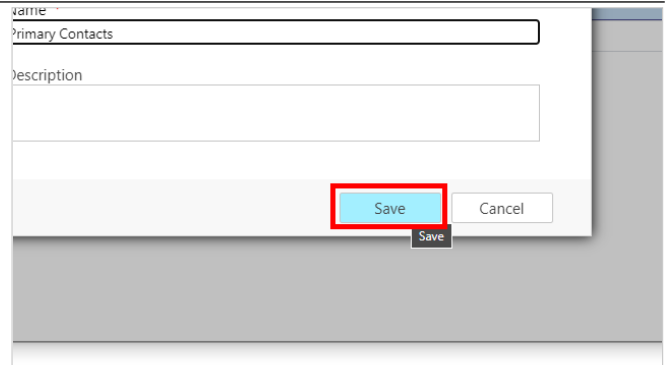 Name *
Primary Contacts
Description
Save
Cancel
Save